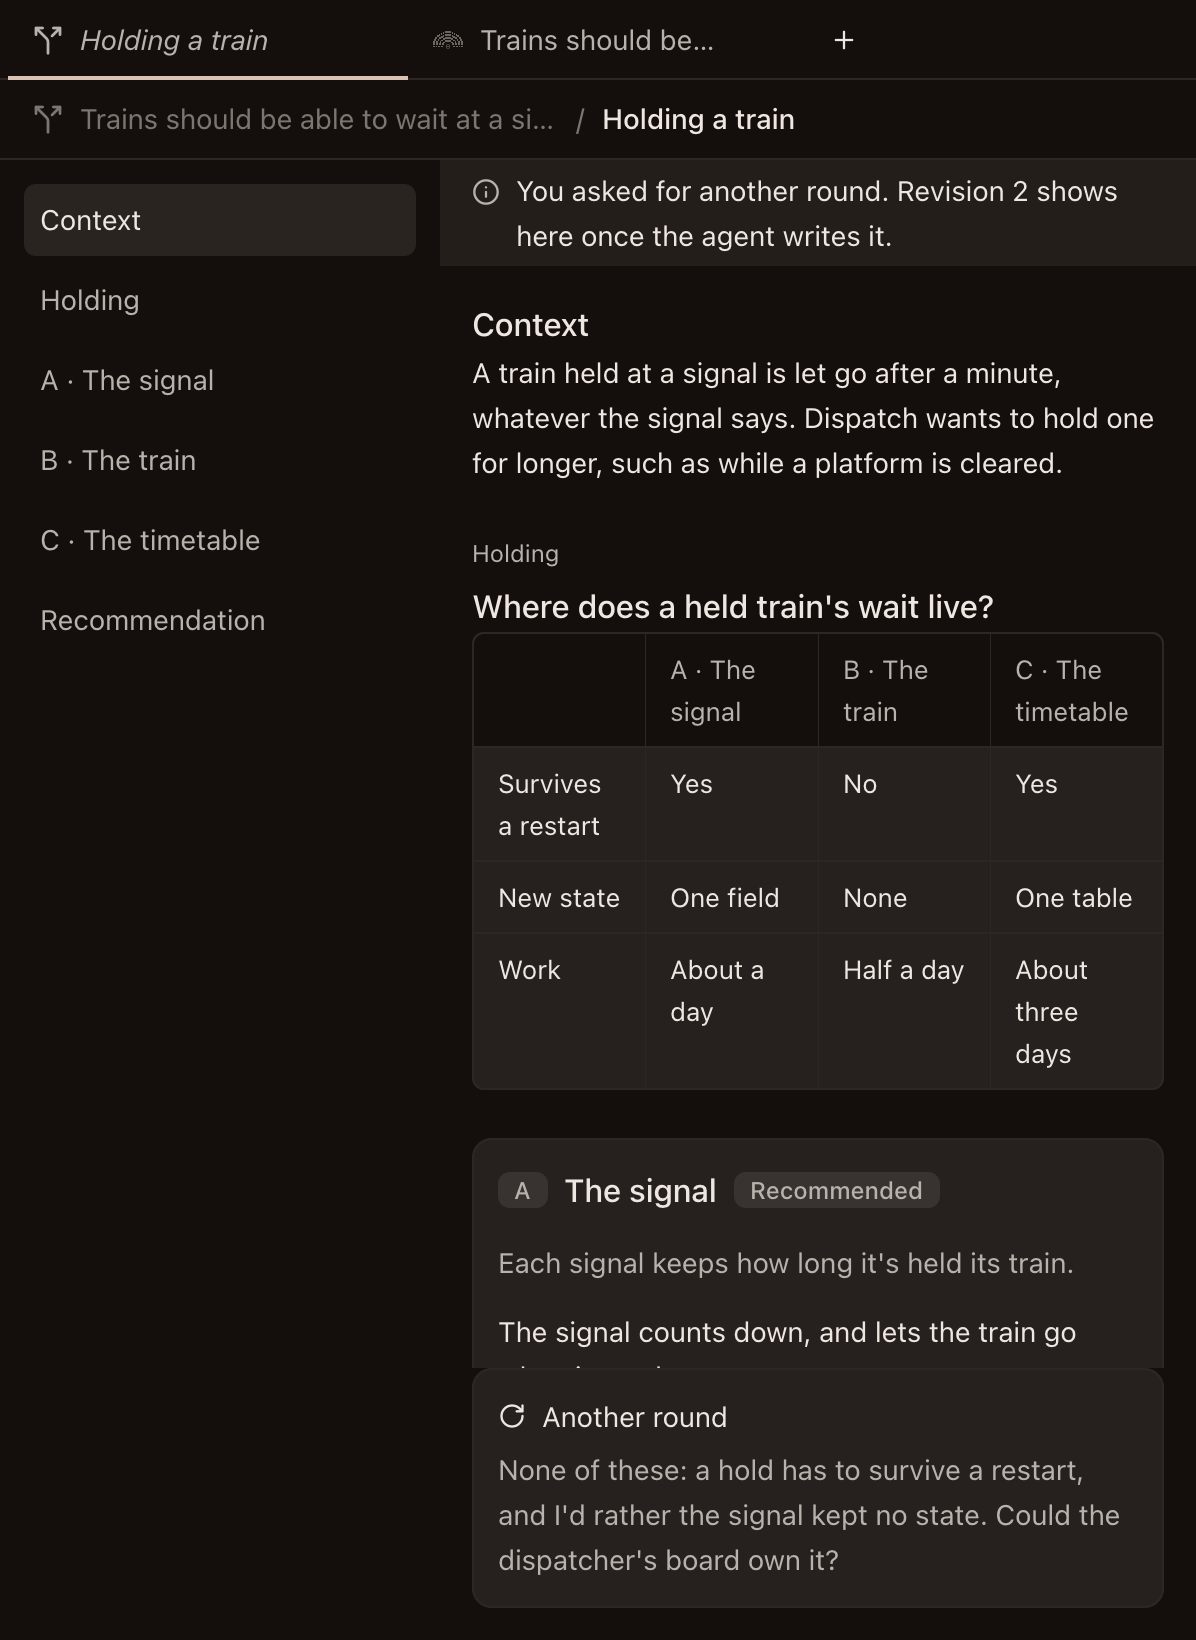 Holding a train
Trains should be...
+
Trains should be able to wait at a si... / Holding a train
Context
Holding
A · The signal
B · The train
C · The timetable
Recommendation
You asked for another round. Revision 2 shows
here once the agent writes it.
Context
A train held at a signal is let go after a minute,
whatever the signal says. Dispatch wants to hold one
for longer, such as while a platform is cleared.
Holding
Where does a held train's wait live?
A · The
signal
B · The
train
C · The
timetable
Survives
a restart
Yes
No
Yes
New state
One field
None
One table
Work
About a
day
Half a day
About
three
days
A
The signal
Recommended
Each signal keeps how long it's held its train.
The signal counts down, and lets the train go
Another round
None of these: a hold has to survive a restart,
and I'd rather the signal kept no state. Could the
dispatcher's board own it?